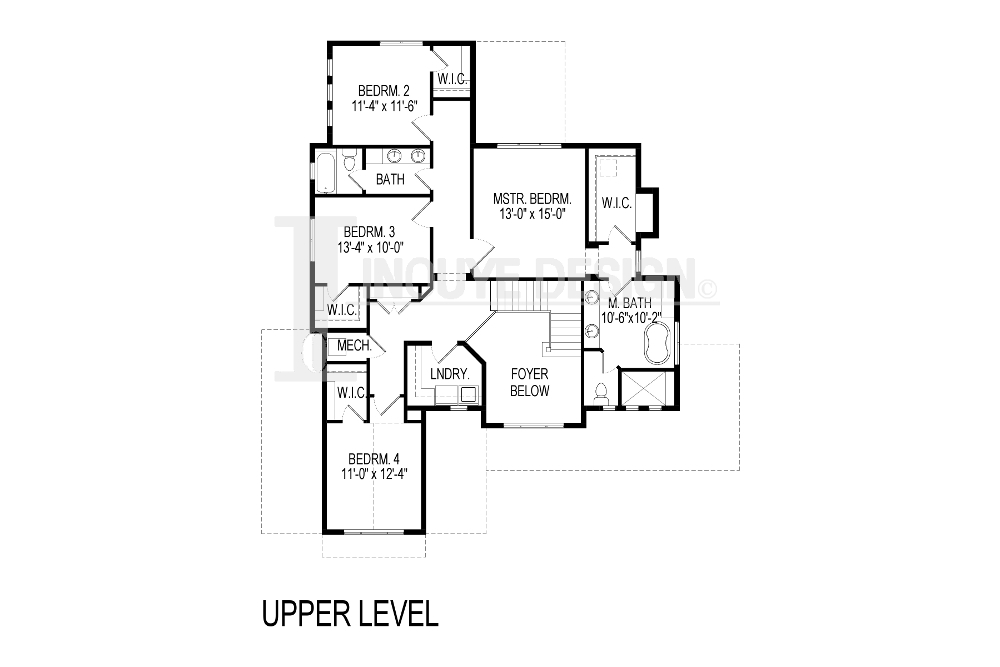 BEDRM. 2
11'-4" x 11'-6"
W.I.C.
BATH
MSTR. BEDRM.
13'-0" x 15'-0"
W.I.C.
BEDRM. 3
13'-4" x 10'-0"
INOUYE DESIGN ©
W.I.C.
M. BATH
10'-6"x10'-2"
MECH.
LNDRY.
FOYER
BELOW
W.I.C.
BEDRM. 4
11'-0" x 12'-4"
UPPER LEVEL